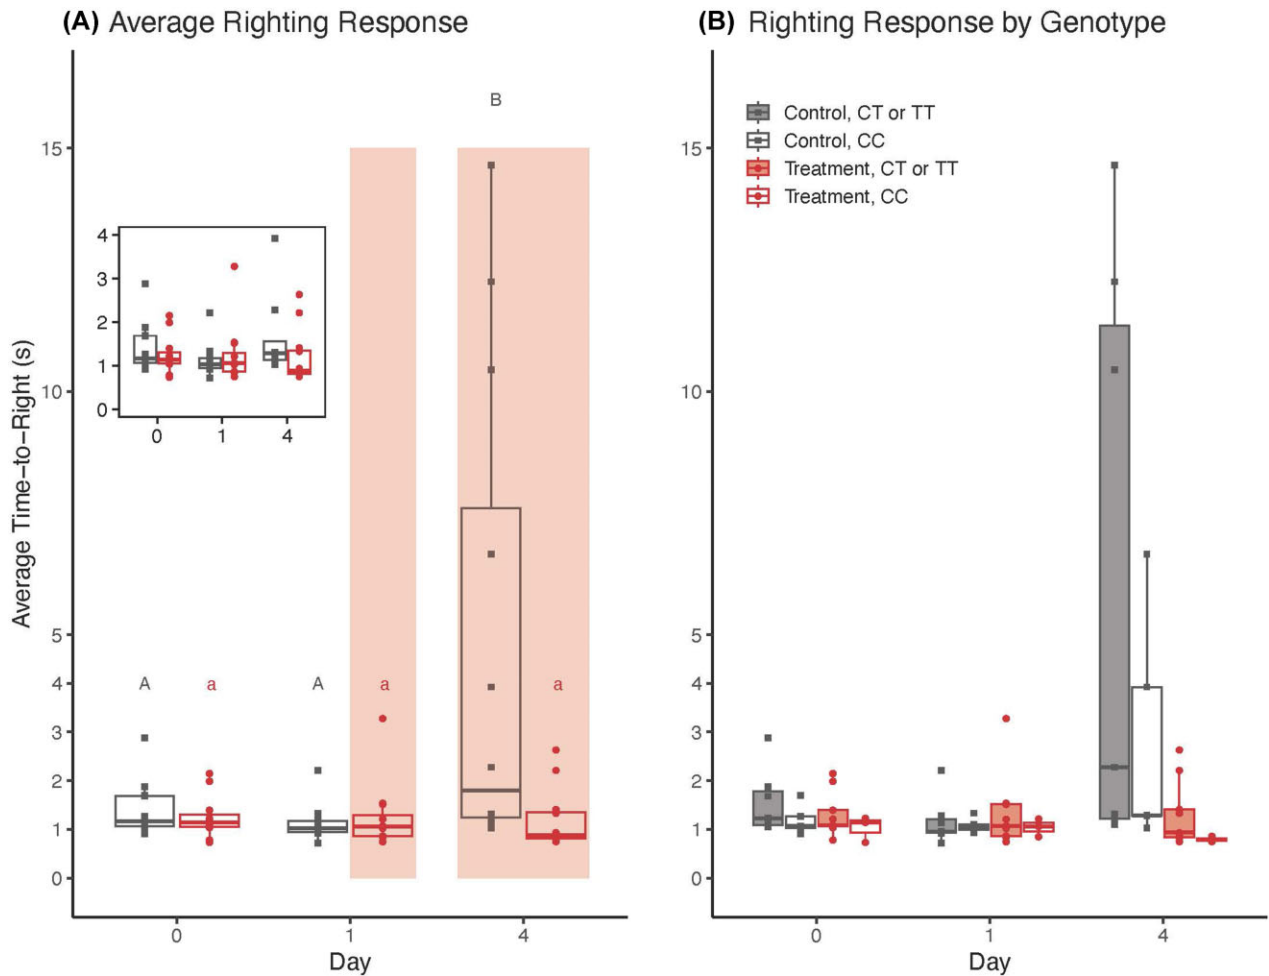 (A) Average Righting Response
Average Time-to-Right (s)
15
10
5
4
3
2
1
0
B
A
a
A
a
a
4
3
2
1
0
0 1 4
0 1 4
Day
(B) Righting Response by Genotype
Control, CT or TT
Control, CC
Treatment, CT or TT
Treatment, CC
15
10
5
4
3
2
1
0
0 1 4
Day